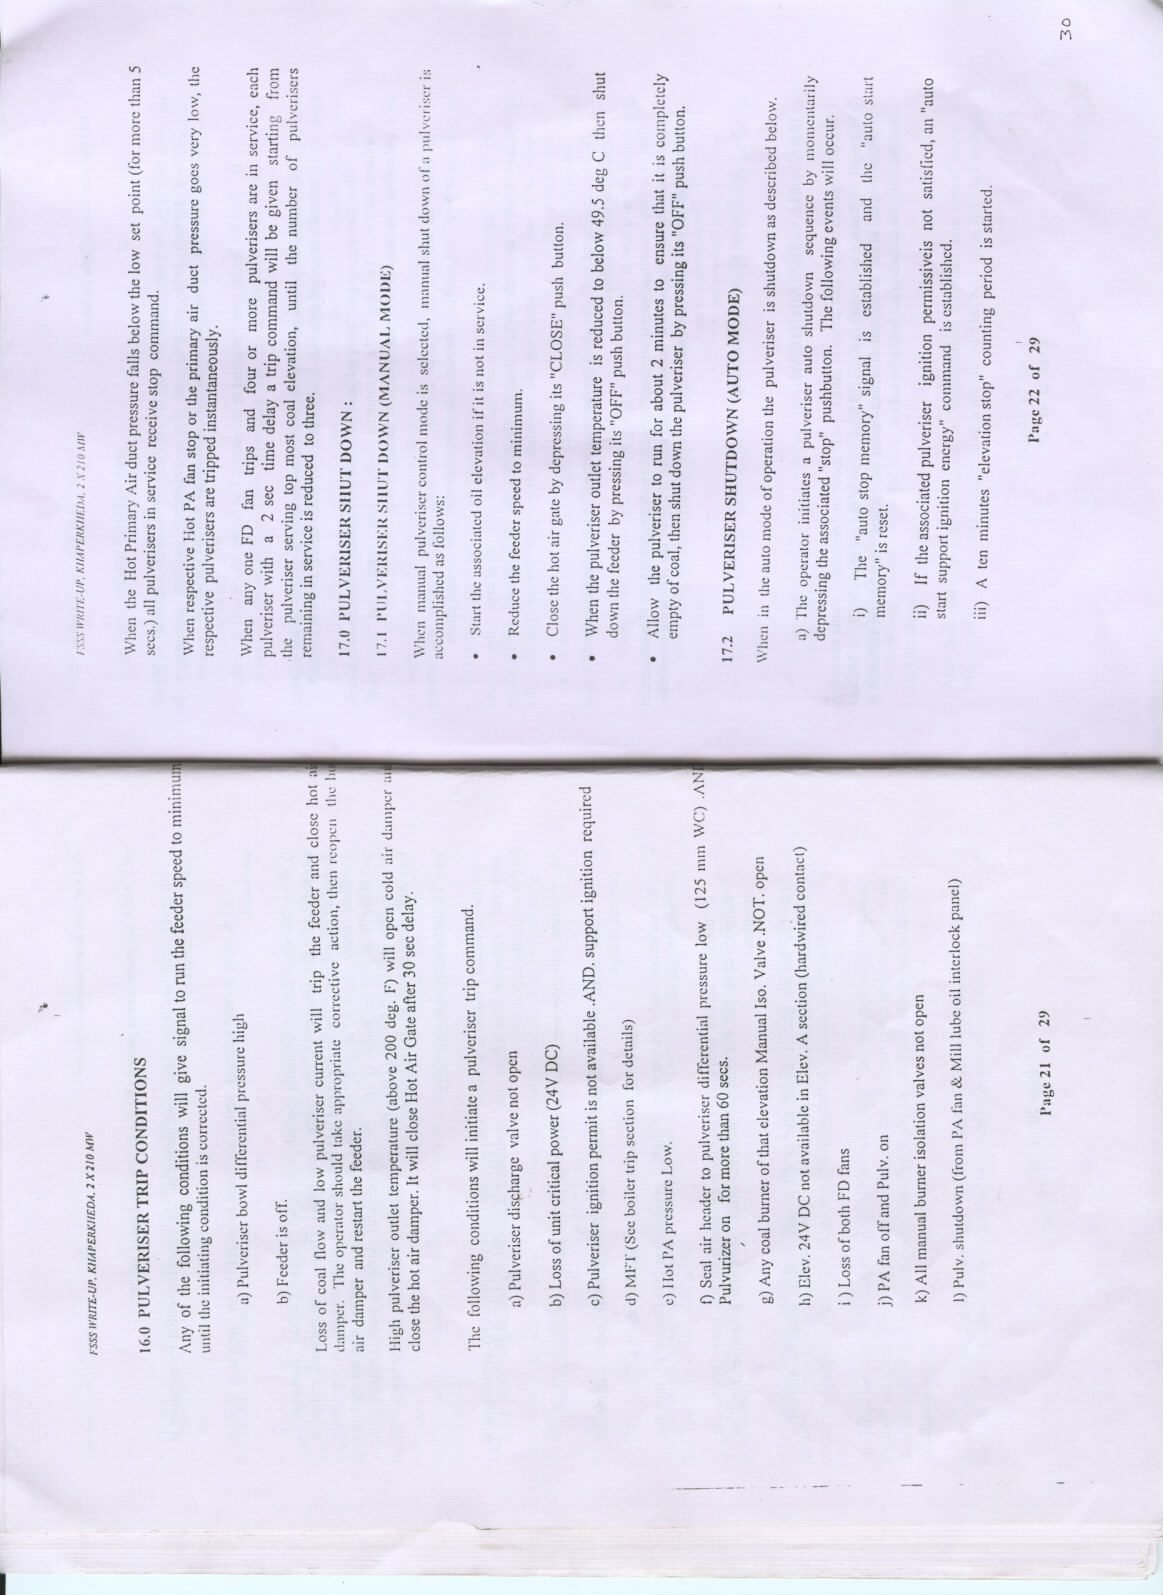 FSSS WRITE-UP, KHAPERKHEDA, 2 X 210 MW
16.0 PULVERISER TRIP CONDITIONS
Any of the following conditions will give signal to run the feeder speed to minimum
until the initiating condition is corrected.
a) Pulveriser bowl differential pressure high
b) Feeder is off.
Loss of coal flow and low pulveriser current will trip the feeder and close hot air
damper. The operator should take appropriate corrective action, then reopen the
air damper and restart the feeder.
High pulveriser outlet temperature (above 200 deg. F) will open cold air damper
close the hot air damper. It will close Hot Air Gate after 30 sec delay.
The following conditions will initiate a pulveriser trip command.
a) Pulveriser discharge valve not open
b) Loss of unit critical power (24V DC)
c) Pulveriser ignition permit is not available .AND. support ignition required
d) MFT (See boiler trip section for details)
e) Hot PA pressure Low.
f) Seal air header to pulveriser differential pressure low (125 mm WC) .AND
Pulvurizer on for more than 60 secs.
g) Any coal burner of that elevation Manual Iso. Valve .NOT. open
h) Elev. 24V DC not available in Elev. A section (hardwired contact)
i ) Loss of both FD fans
j) PA fan off and Pulv. on
k) All manual burner isolation valves not open
l) Pulv. shutdown (from PA fan & Mill lube oil interlock panel)
Page 21 of 29
FSSS WRITE-UP, KHAPERKHEDA, 2 X 210 MW
When the Hot Primary Air duct pressure falls below the low set point (for more than 5
secs.) all pulverisers in service receive stop command.
When respective Hot PA fan stop or the primary air duct pressure goes very low, the
respective pulverisers are tripped instantaneously.
When any one FD fan trips and four or more pulverisers are in service, each
pulveriser with a 2 sec time delay a trip command will be given starting from
the pulveriser serving top most coal elevation, until the number of pulverisers
remaining in service is reduced to three.
17.0 PULVERISER SHUT DOWN :
17.1 PULVERISER SHUT DOWN (MANUAL MODE)
When manual pulveriser control mode is selected, manual shut down of a pulveriser is
accomplished as follows:
• Start the associated oil elevation if it is not in service.
• Reduce the feeder speed to minimum.
• Close the hot air gate by depressing its "CLOSE" push button.
• When the pulveriser outlet temperature is reduced to below 49.5 deg C then shut
down the feeder by pressing its "OFF" push button.
• Allow the pulveriser to run for about 2 minutes to ensure that it is completely
empty of coal, then shut down the pulveriser by pressing its "OFF" push button.
17.2 PULVERISER SHUTDOWN (AUTO MODE)
When in the auto mode of operation the pulveriser is shutdown as described below.
a) The operator initiates a pulveriser auto shutdown sequence by momentarily
depressing the associated "stop" pushbutton. The following events will occur.
i) The "auto stop memory" signal is established and the "auto start
memory" is reset.
ii) If the associated pulveriser ignition permissiveis not satisfied, an "auto
start support ignition energy" command is established.
iii) A ten minutes "elevation stop" counting period is started.
Page 22 of 29
30